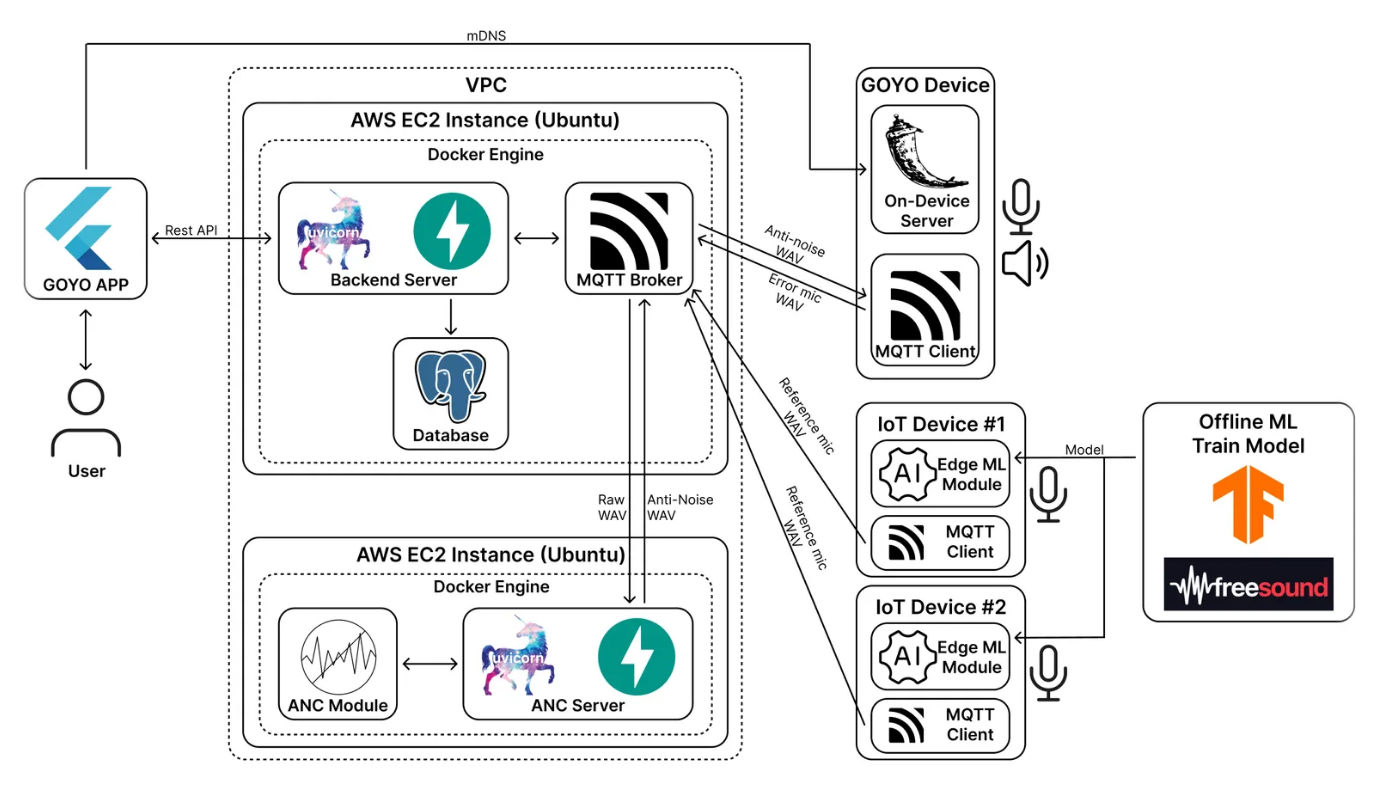 mDNS
VPC
AWS EC2 Instance (Ubuntu)
Docker Engine
uvicorn
Backend Server
MQTT Broker
Database
Rest API
GOYO APP
User
GOYO Device
On-Device
Server
MQTT Client
Anti-noise
WAV
Error mic
WAV
Reference mic
WAV
Reference mic
WAV
Raw
WAV
Anti-Noise
WAV
AWS EC2 Instance (Ubuntu)
Docker Engine
ANC Module
uvicorn
ANC Server
IoT Device #1
AI
Edge ML
Module
MQTT
Client
IoT Device #2
AI
Edge ML
Module
MQTT
Client
Model
Offline ML
Train Model
freesound